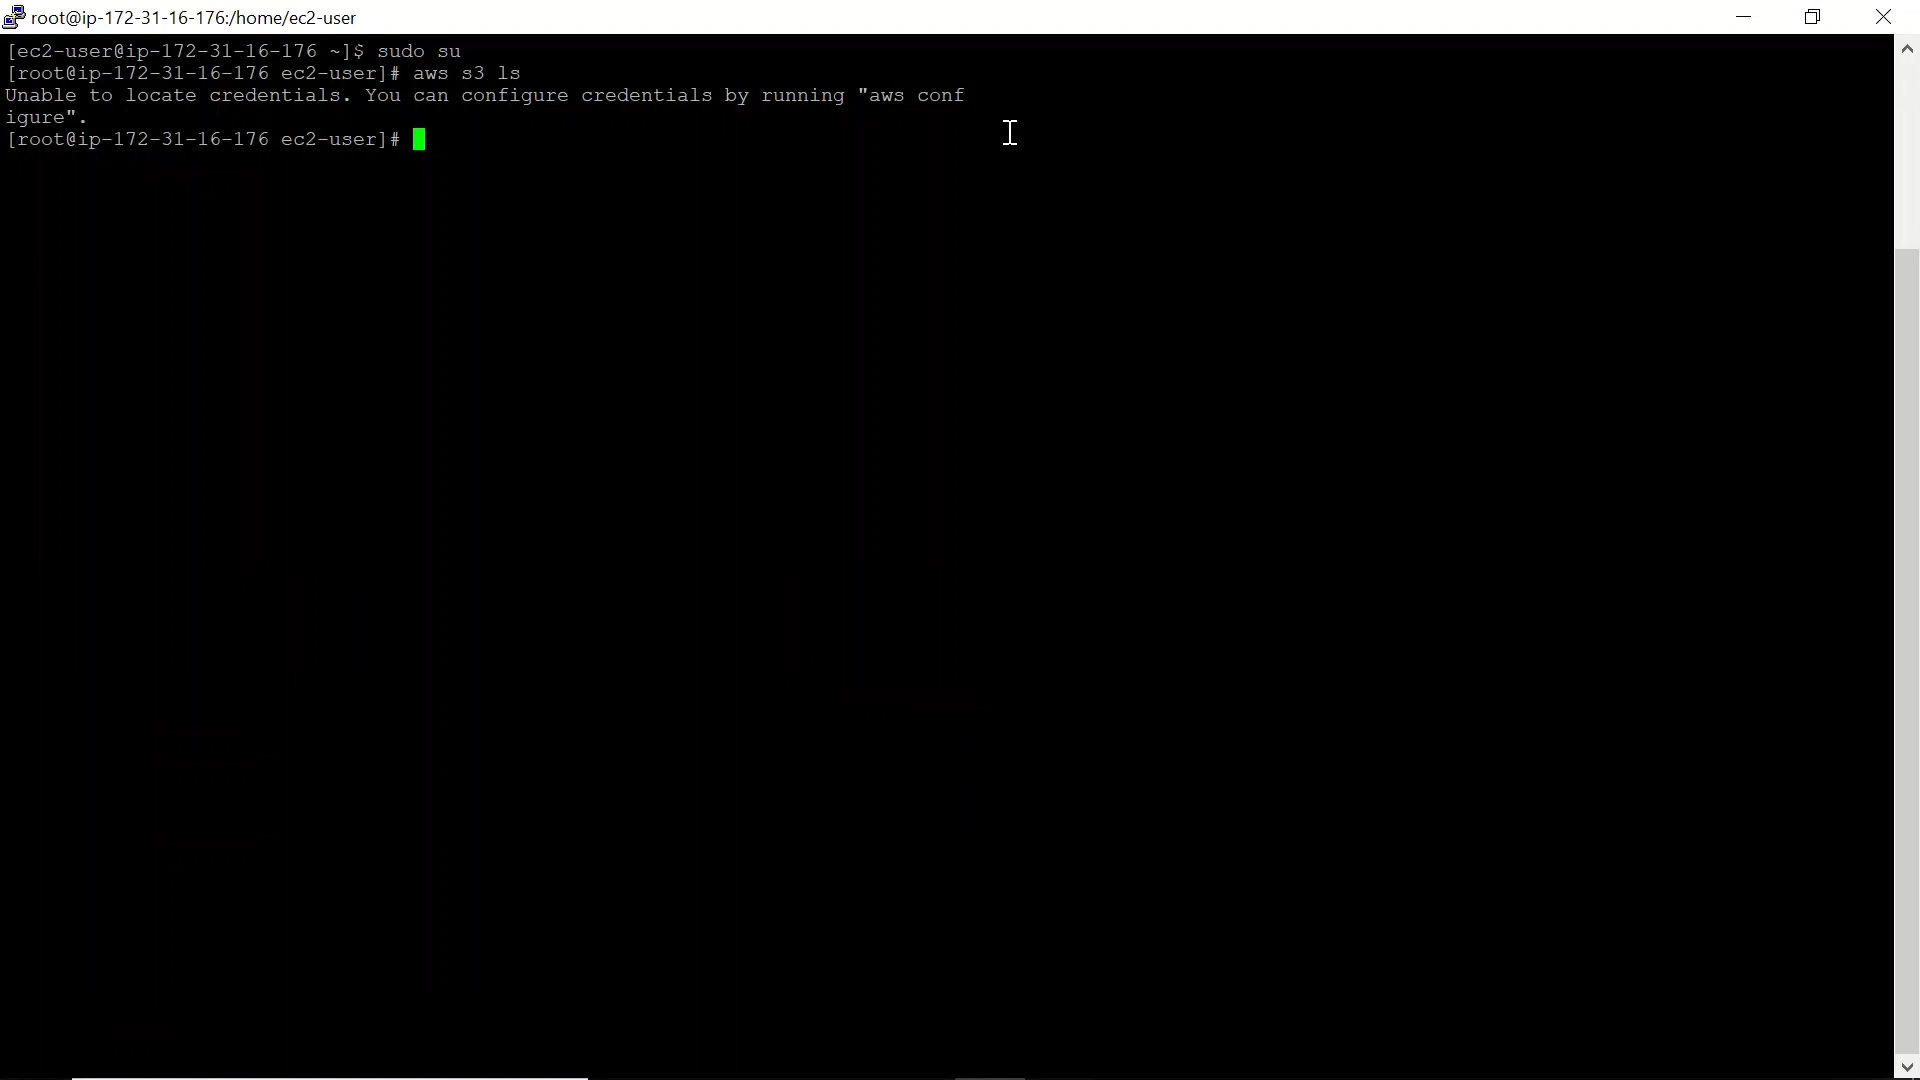 root@ip-172-31-16-176:/home/ec2-user
[ec2-user@ip-172-31-16-176 ~]$ sudo su
[root@ip-172-31-16-176 ec2-user]# aws s3 ls
Unable to locate credentials. You can configure credentials by running "aws conf
igure".
[root@ip-172-31-16-176 ec2-user]#